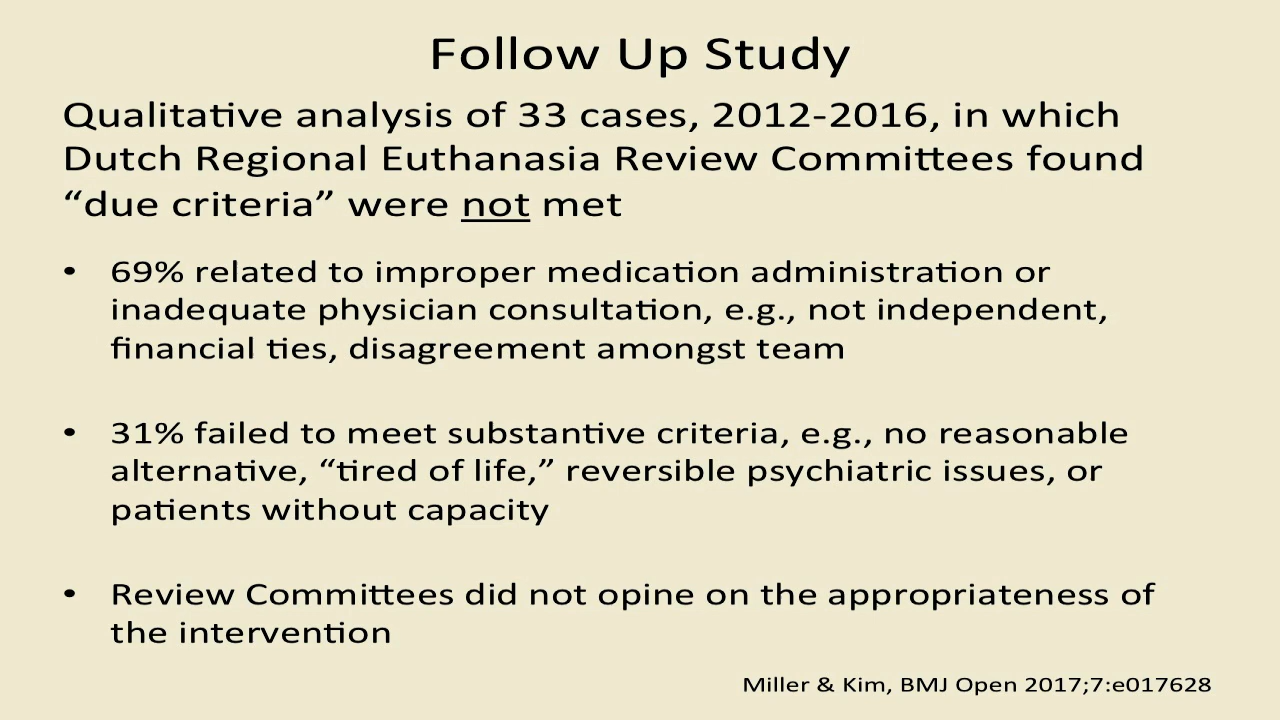 Follow Up Study
Qualitative analysis of 33 cases, 2012-2016, in which
Dutch Regional Euthanasia Review Committees found
“due criteria” were not met
• 69% related to improper medication administration or
inadequate physician consultation, e.g., not independent,
financial ties, disagreement amongst team
• 31% failed to meet substantive criteria, e.g., no reasonable
alternative, “tired of life,” reversible psychiatric issues, or
patients without capacity
• Review Committees did not opine on the appropriateness of
the intervention
Miller & Kim, BMJ Open 2017;7:e017628